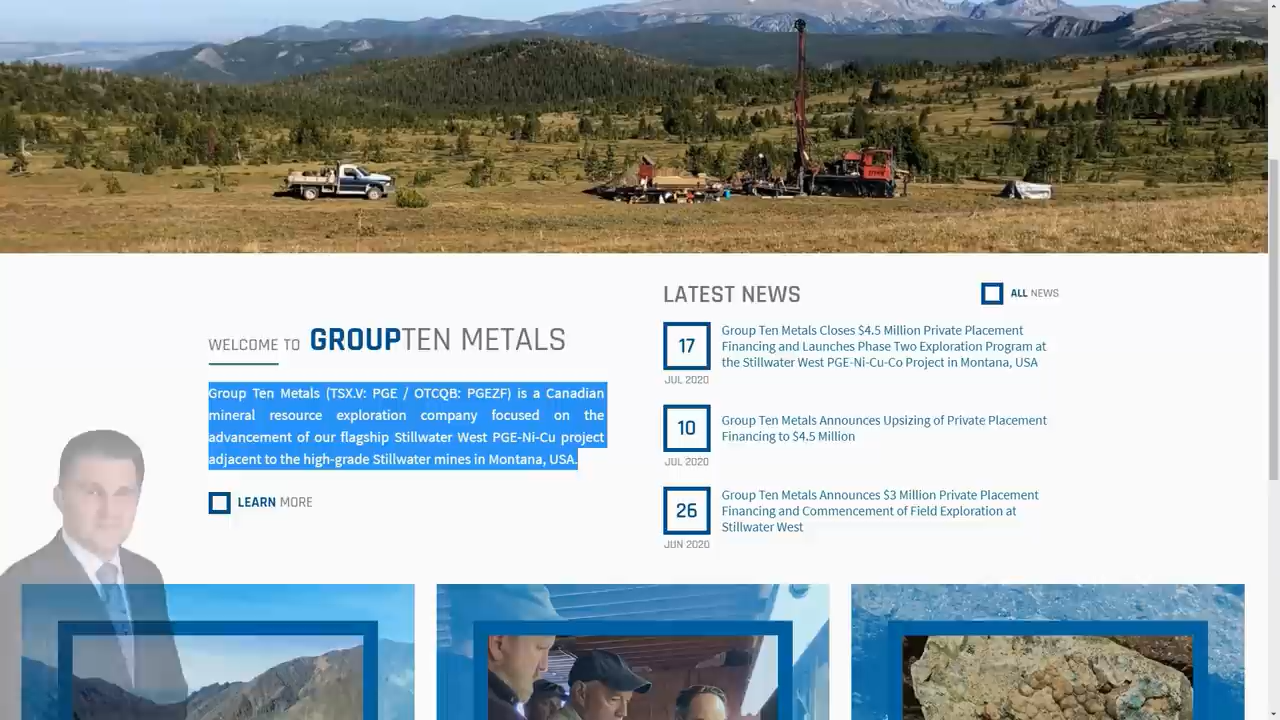 WELCOME TO GROUPTEN METALS
Group Ten Metals (TSX.V: PGE / OTCQB: PGEZF) is a Canadian
mineral resource exploration company focused on the
advancement of our flagship Stillwater West PGE-Ni-Cu project
adjacent to the high-grade Stillwater mines in Montana, USA.
LEARN MORE
LATEST NEWS
ALL NEWS
17
JUL 2020
Group Ten Metals Closes $4.5 Million Private Placement
Financing and Launches Phase Two Exploration Program at
the Stillwater West PGE-Ni-Cu-Co Project in Montana, USA
10
JUL 2020
Group Ten Metals Announces Upsizing of Private Placement
Financing to $4.5 Million
26
JUN 2020
Group Ten Metals Announces $3 Million Private Placement
Financing and Commencement of Field Exploration at
Stillwater West